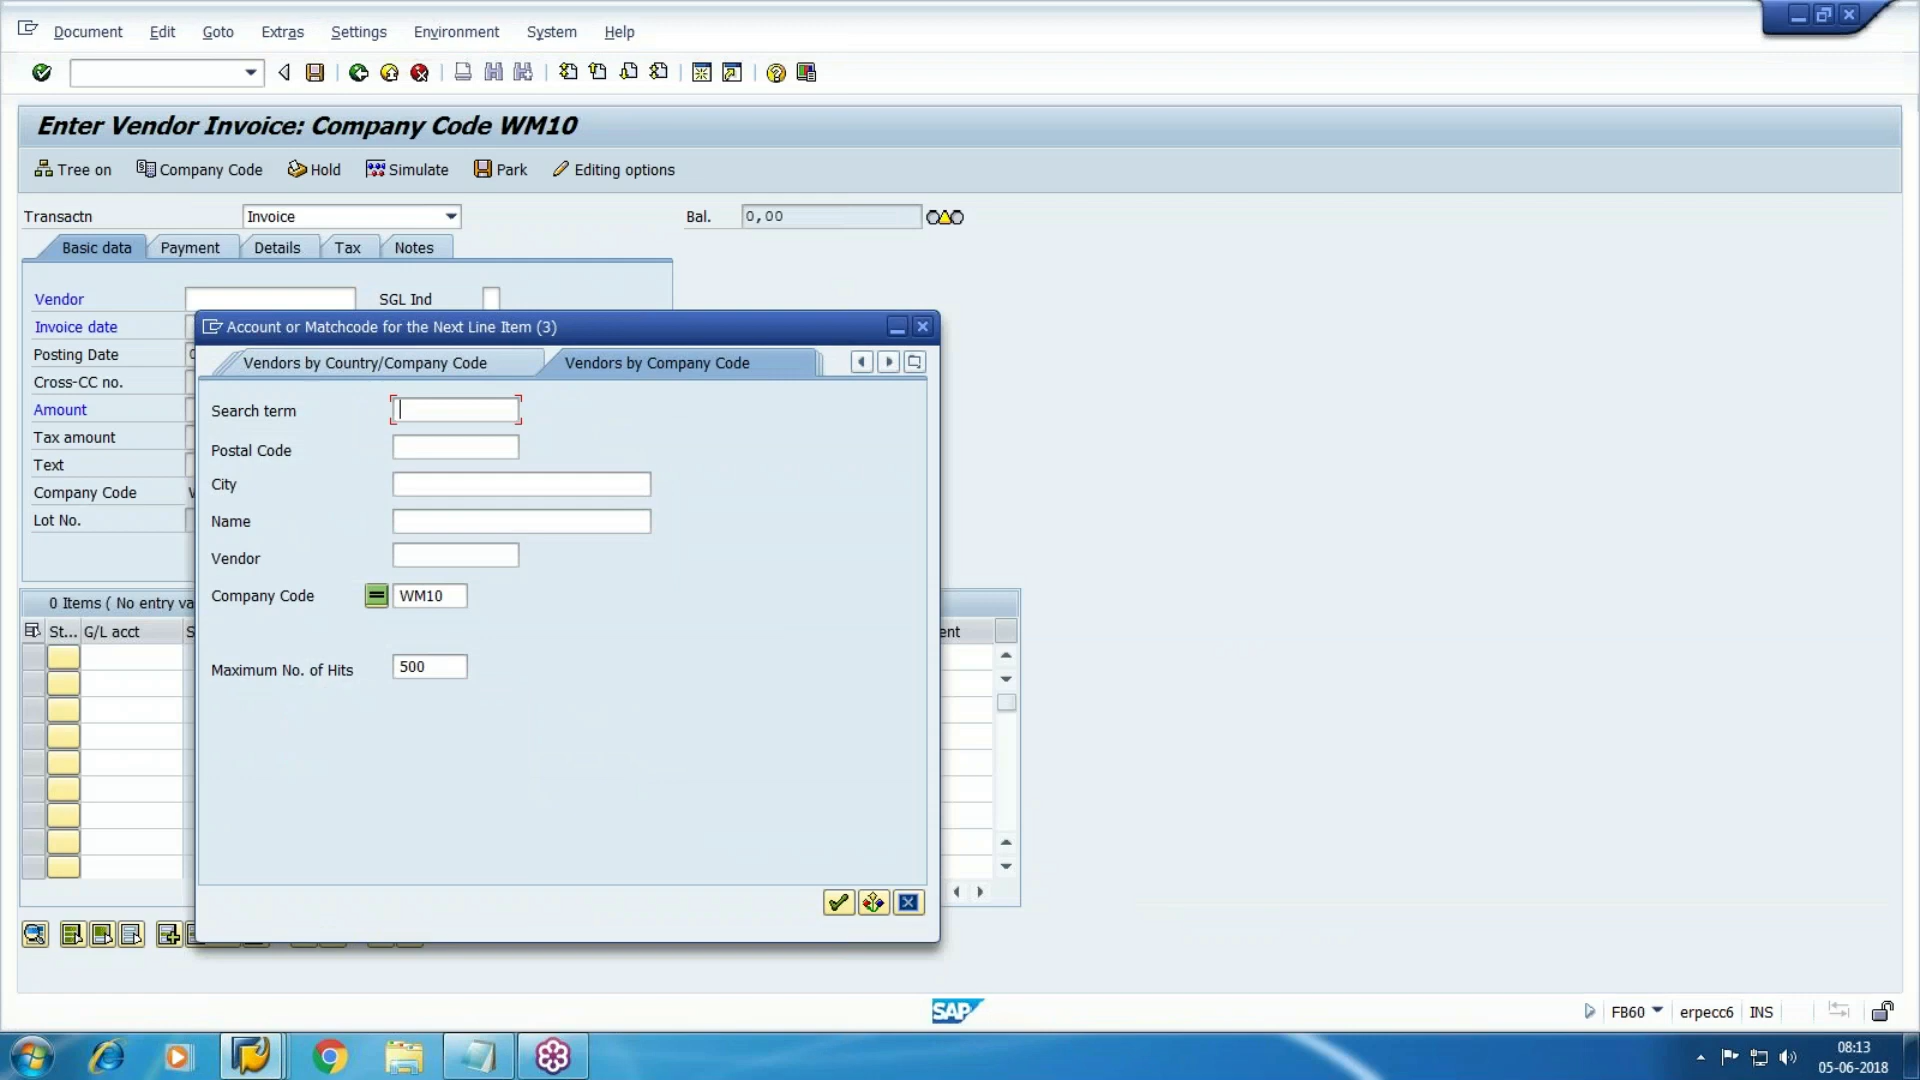 Document Edit Goto Extras Settings Environment System Help
Enter Vendor Invoice: Company Code WM10
Tree on Company Code Hold Simulate Park Editing options
Transactn Invoice Bal. 0,00
Basic data Payment Details Tax Notes
Vendor SGL Ind
Invoice date
Posting Date
Cross-CC no.
Amount
Tax amount
Text
Company Code
Lot No.
Account or Matchcode for the Next Line Item (3)
Vendors by Country/Company Code Vendors by Company Code
Search term
Postal Code
City
Name
Vendor
Company Code = WM10
Maximum No. of Hits 500
0 Items ( No entry va
St... G/L acct S ent
SAP
FB60 erpecc6 INS
08:13
05-06-2018